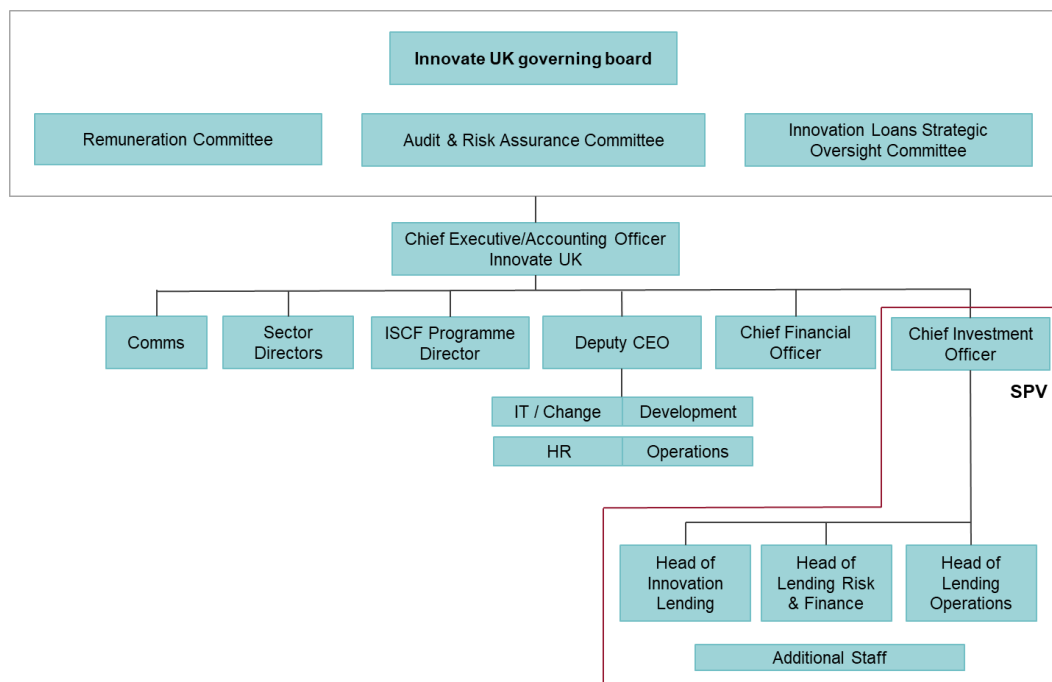 Innovate UK governing board
Remuneration Committee
Audit & Risk Assurance Committee
Innovation Loans Strategic
Oversight Committee
Chief Executive/Accounting Officer
Innovate UK
Comms
Sector
Directors
ISCF Programme
Director
Deputy CEO
Chief Financial
Officer
Chief Investment
Officer
SPV
IT / Change
Development
HR
Operations
Head of
Innovation
Lending
Head of
Lending Risk
& Finance
Head of
Lending
Operations
Additional Staff